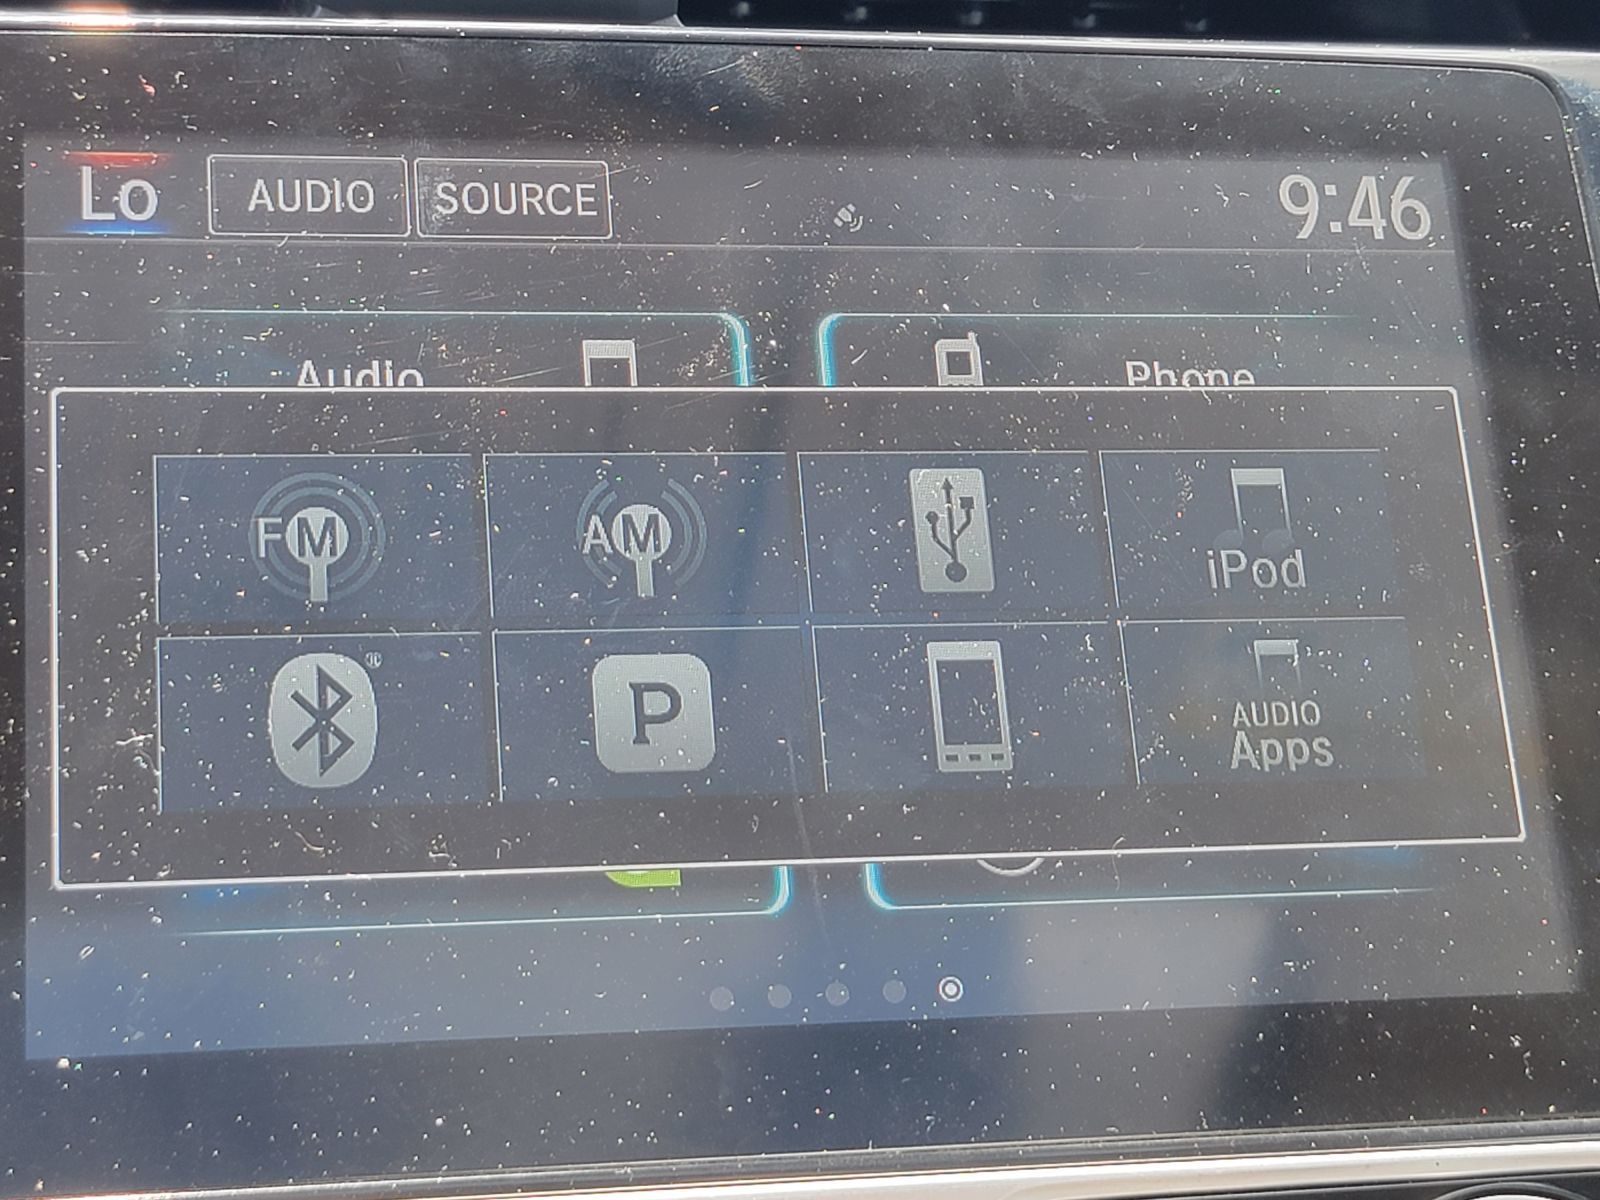 Lo AUDIO SOURCE 9:46
Audio Phone
FM AM iPod
P AUDIO Apps